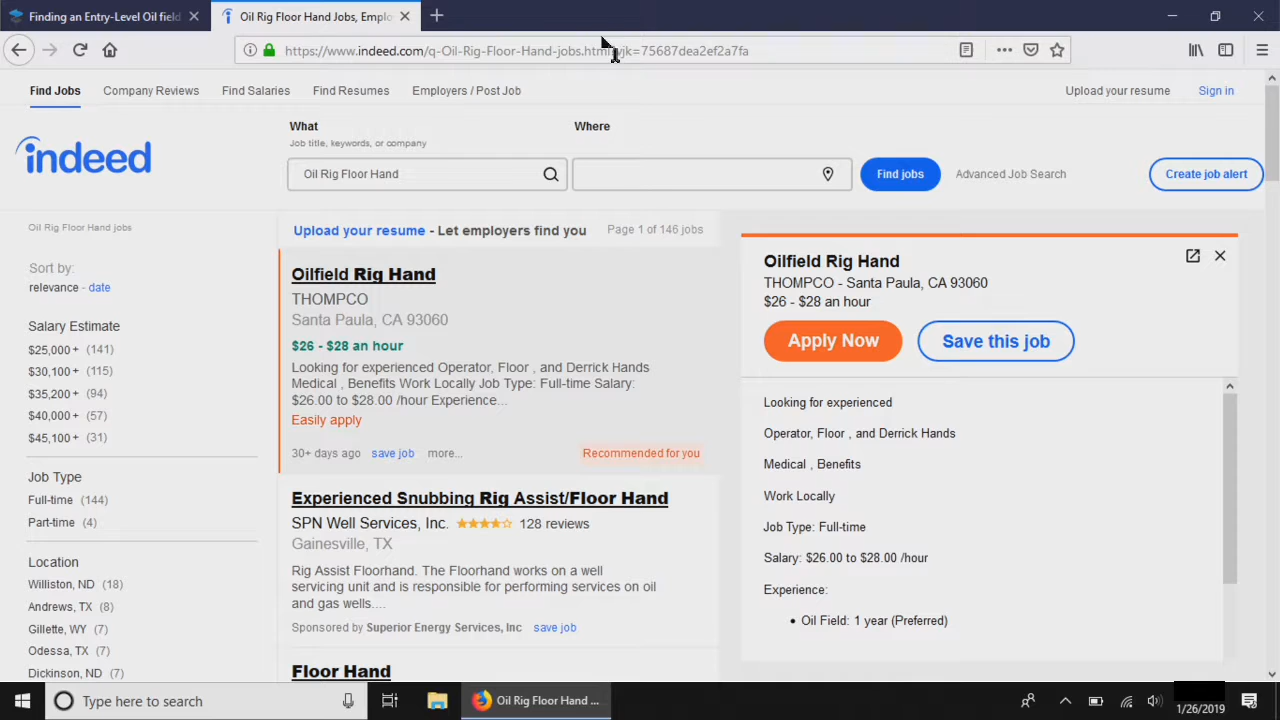 Finding an Entry-Level Oil field
Oil Rig Floor Hand Jobs, Emplo
https://www.indeed.com/q-Oil-Rig-Floor-Hand-jobs.html?vjk=75687dea2ef2a7fa
Find Jobs
Company Reviews
Find Salaries
Find Resumes
Employers / Post Job
Upload your resume
Sign in
indeed
What
Job title, keywords, or company
Where
Oil Rig Floor Hand
Find jobs
Advanced Job Search
Create job alert
Oil Rig Floor Hand jobs
Sort by:
relevance - date
Salary Estimate
$25,000+ (141)
$30,100+ (115)
$35,200+ (94)
$40,000+ (57)
$45,100+ (31)
Job Type
Full-time (144)
Part-time (4)
Location
Williston, ND (18)
Andrews, TX (8)
Gillette, WY (7)
Odessa, TX (7)
Dickinson, ND (7)
Upload your resume - Let employers find you
Page 1 of 146 jobs
Oilfield Rig Hand
THOMPCO
Santa Paula, CA 93060
$26 - $28 an hour
Looking for experienced Operator, Floor , and Derrick Hands
Medical , Benefits Work Locally Job Type: Full-time Salary:
$26.00 to $28.00 /hour Experience...
Easily apply
30+ days ago save job more...
Recommended for you
Experienced Snubbing Rig Assist/Floor Hand
SPN Well Services, Inc. 128 reviews
Gainesville, TX
Rig Assist Floorhand. The Floorhand works on a well
servicing unit and is responsible for performing services on oil
and gas wells....
Sponsored by Superior Energy Services, Inc save job
Floor Hand
Oilfield Rig Hand
THOMPCO - Santa Paula, CA 93060
$26 - $28 an hour
Apply Now
Save this job
Looking for experienced
Operator, Floor , and Derrick Hands
Medical , Benefits
Work Locally
Job Type: Full-time
Salary: $26.00 to $28.00 /hour
Experience:
• Oil Field: 1 year (Preferred)
Type here to search
Oil Rig Floor Hand ...
1/26/2019